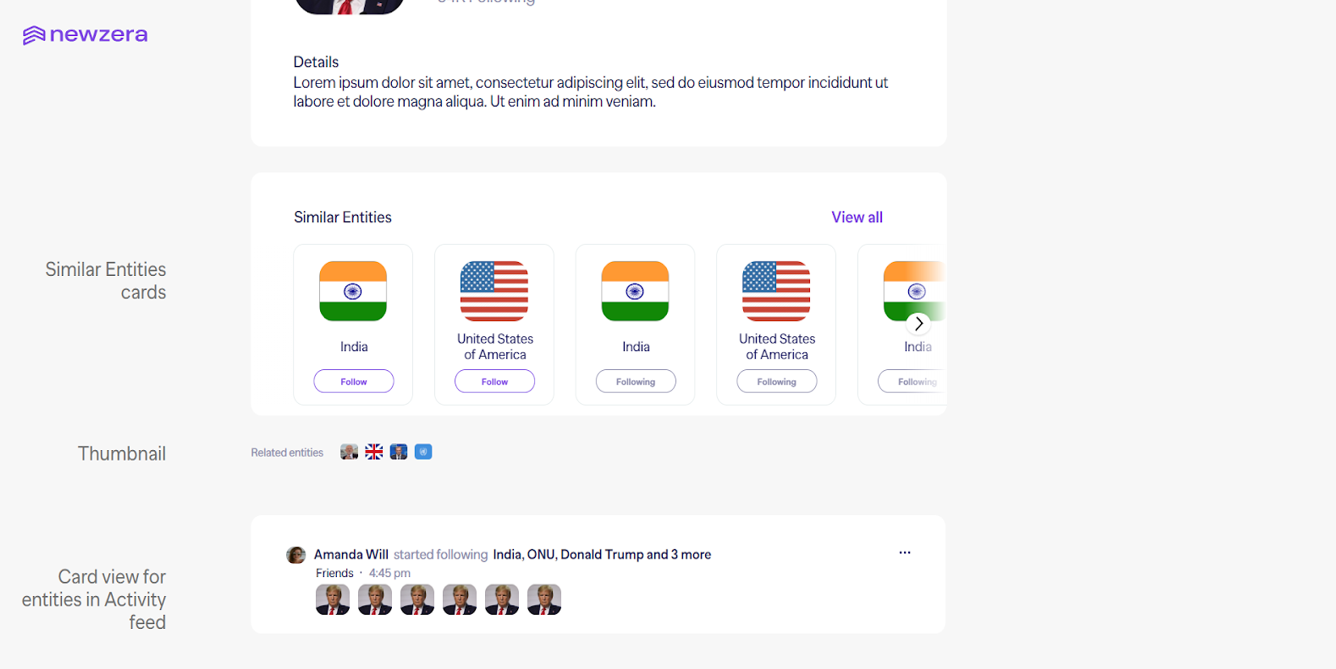 newzera
Following
Details
Lorem ipsum dolor sit amet, consectetur adipiscing elit, sed do eiusmod tempor incididunt ut
labore et dolore magna aliqua. Ut enim ad minim veniam.
Similar Entities
cards
Similar Entities
View all
India
Follow
United States
of America
Follow
India
Following
United States
of America
Following
India
Following
Thumbnail
Related entities
Card view for
entities in Activity
feed
Amanda Will started following India, ONU, Donald Trump and 3 more
Friends · 4:45 pm